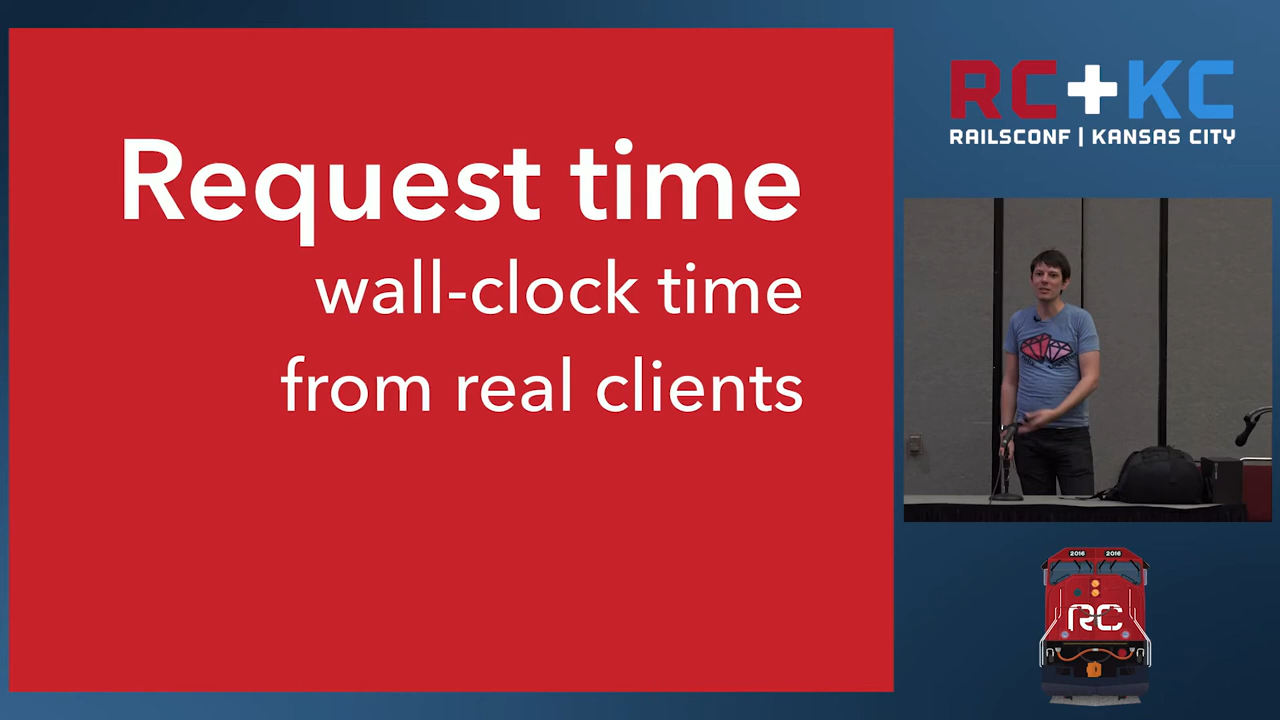 Request time
wall-clock time
from real clients
RC+KC
RAILSCONF | KANSAS CITY
2016 2016
RC